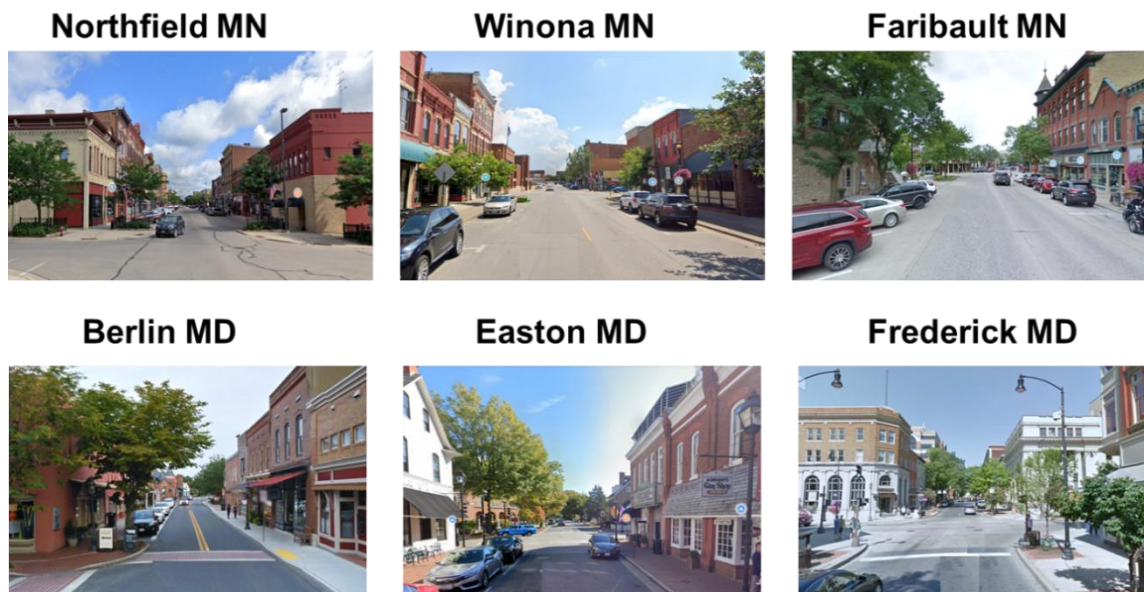 Northfield MN
Winona MN
Faribault MN
Berlin MD
Easton MD
Frederick MD